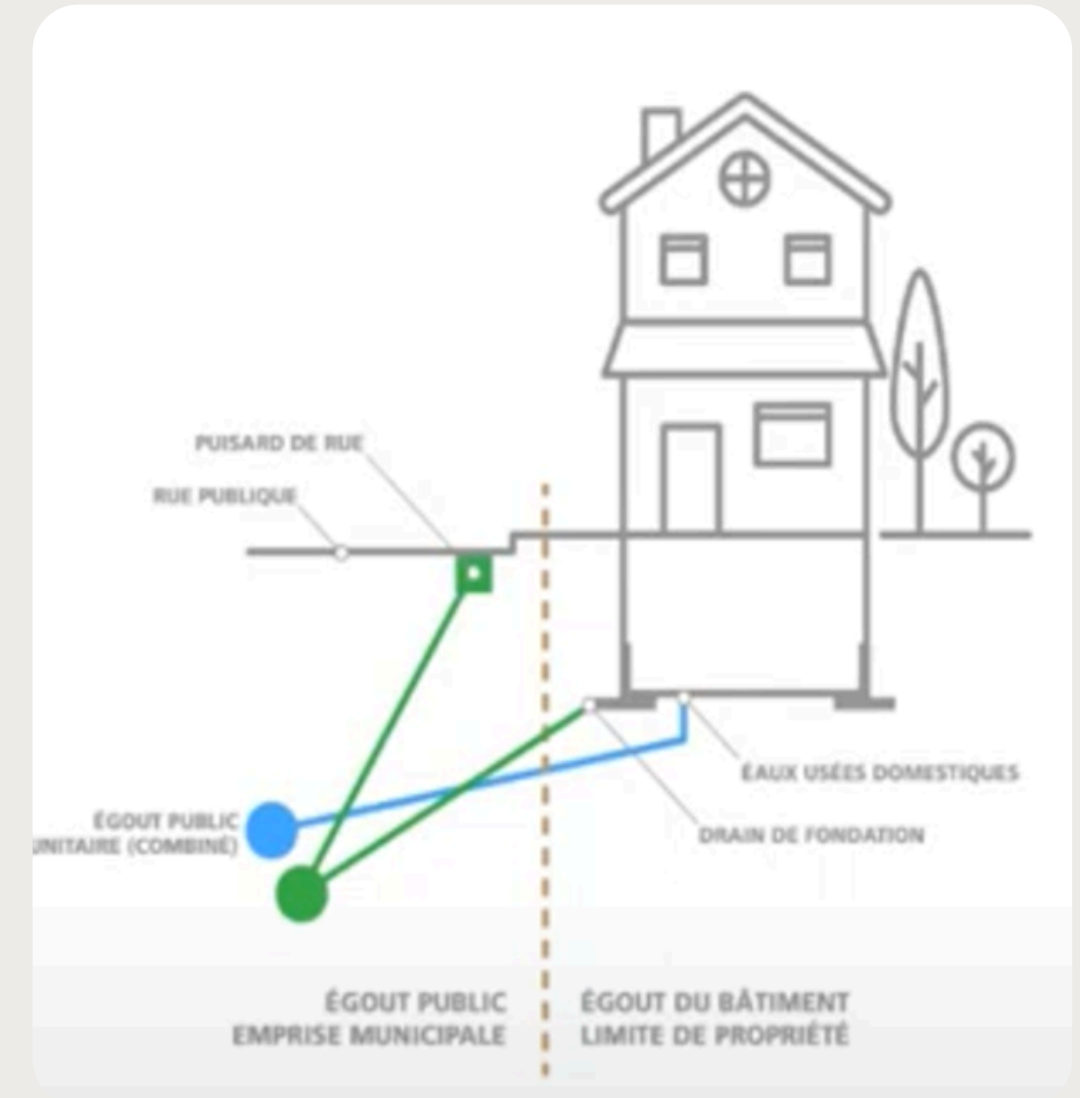 PUISARD DE RUE
RUE PUBLIQUE
ÉAUX USÉES DOMESTIQUES
ÉGOUT PUBLIC
UNITAIRE (COMBINÉ)
DRAIN DE FONDATION
ÉGOUT PUBLIC
EMPRISE MUNICIPALE
ÉGOUT DU BÂTIMENT
LIMITE DE PROPRIÉTÉ